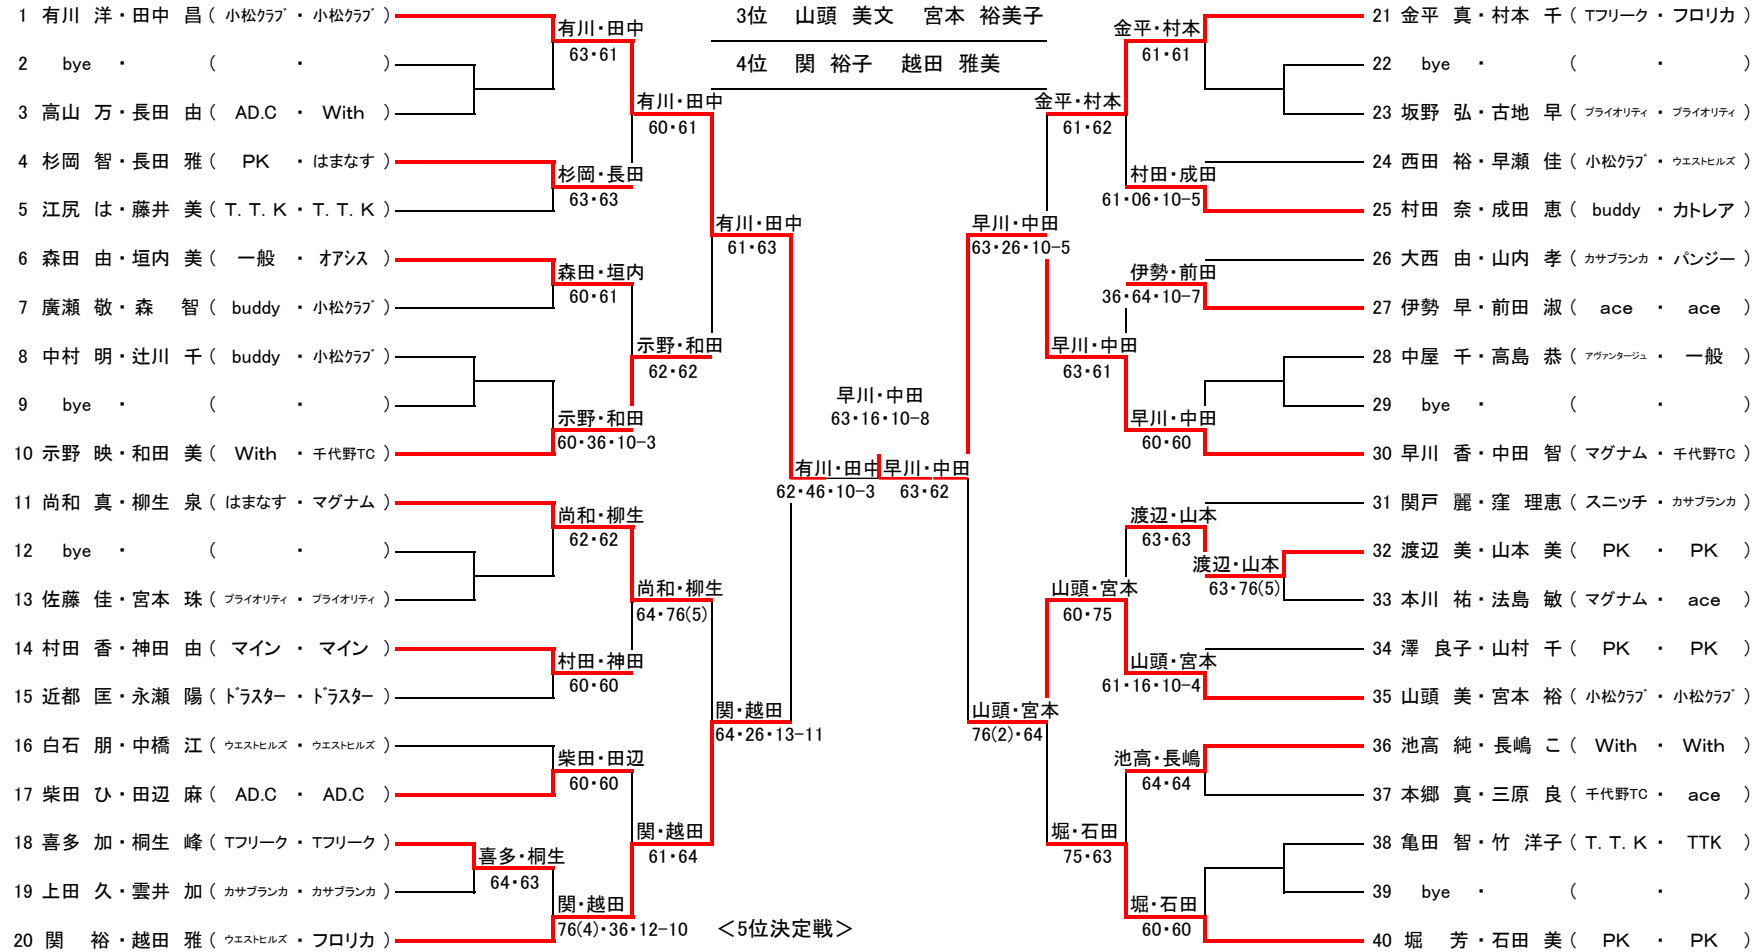 3位 山頭 美文 宮本 裕美子
4位 関 裕子 越田 雅美
1 有川 洋・田中 昌 ( 小松クラブ ・ 小松クラブ )
2 bye ・ ( ・ )
3 高山 万・長田 由 ( AD.C ・ With )
4 杉岡 智・長田 雅 ( PK ・ はまなす )
5 江尻 は・藤井 美 ( T.T.K ・ T.T.K )
6 森田 由・垣内 美 ( 一般 ・ オアシス )
7 廣瀬 敬・森 智 ( buddy ・ 小松クラブ )
8 中村 明・辻川 千 ( buddy ・ 小松クラブ )
9 bye ・ ( ・ )
10 示野 映・和田 美 ( With ・ 千代野TC )
11 尚和 真・柳生 泉 ( はまなす ・ マグナム )
12 bye ・ ( ・ )
13 佐藤 佳・宮本 珠 ( プライオリティ ・ プライオリティ )
14 村田 香・神田 由 ( マイン ・ マイン )
15 近都 匡・永瀬 陽 ( ドラスター ・ ドラスター )
16 白石 朋・中橋 江 ( ウエストヒルズ ・ ウエストヒルズ )
17 柴田 ひ・田辺 麻 ( AD.C ・ AD.C )
18 喜多 加・桐生 峰 ( Tフリーク ・ Tフリーク )
19 上田 久・雲井 加 ( カサブランカ ・ カサブランカ )
20 関 裕・越田 雅 ( ウエストヒルズ ・ フロリカ )
有川・田中
63・61
杉岡・長田
63・63
森田・垣内
60・61
示野・和田
60・36・10-3
尚和・柳生
62・62
村田・神田
60・60
柴田・田辺
60・60
喜多・桐生
64・63
関・越田
76(4)・36・12-10
有川・田中
60・61
示野・和田
62・62
尚和・柳生
64・76(5)
関・越田
61・64
有川・田中
61・63
関・越田
64・26・13-11
有川・田中
62・46・10-3
早川・中田
63・16・10-8
早川・中田
63・62
早川・中田
63・26・10-5
山頭・宮本
76(2)・64
金平・村本
61・62
早川・中田
63・61
山頭・宮本
60・75
堀・石田
75・63
金平・村本
61・61
村田・成田
61・06・10-5
伊勢・前田
36・64・10-7
早川・中田
60・60
渡辺・山本
63・63
渡辺・山本
63・76(5)
山頭・宮本
61・16・10-4
池高・長嶋
64・64
堀・石田
60・60
21 金平 真・村本 千 ( Tフリーク ・ フロリカ )
22 bye ・ ( ・ )
23 坂野 弘・古地 早 ( プライオリティ ・ プライオリティ )
24 西田 裕・早瀬 佳 ( 小松クラブ ・ ウエストヒルズ )
25 村田 奈・成田 恵 ( buddy ・ カトレア )
26 大西 由・山内 孝 ( カサブランカ ・ パンジー )
27 伊勢 早・前田 淑 ( ace ・ ace )
28 中屋 千・高島 恭 ( アヴァンタージュ ・ 一般 )
29 bye ・ ( ・ )
30 早川 香・中田 智 ( マグナム ・ 千代野TC )
31 関戸 麗・窪 理恵 ( スニッチ ・ カサブランカ )
32 渡辺 美・山本 美 ( PK ・ PK )
33 本川 祐・法島 敏 ( マグナム ・ ace )
34 澤 良子・山村 千 ( PK ・ PK )
35 山頭 美・宮本 裕 ( 小松クラブ ・ 小松クラブ )
36 池高 純・長嶋 こ ( With ・ With )
37 本郷 真・三原 良 ( 千代野TC ・ ace )
38 亀田 智・竹 洋子 ( T.T.K ・ TTK )
39 bye ・ ( ・ )
40 堀 芳・石田 美 ( PK ・ PK )
＜5位決定戦＞